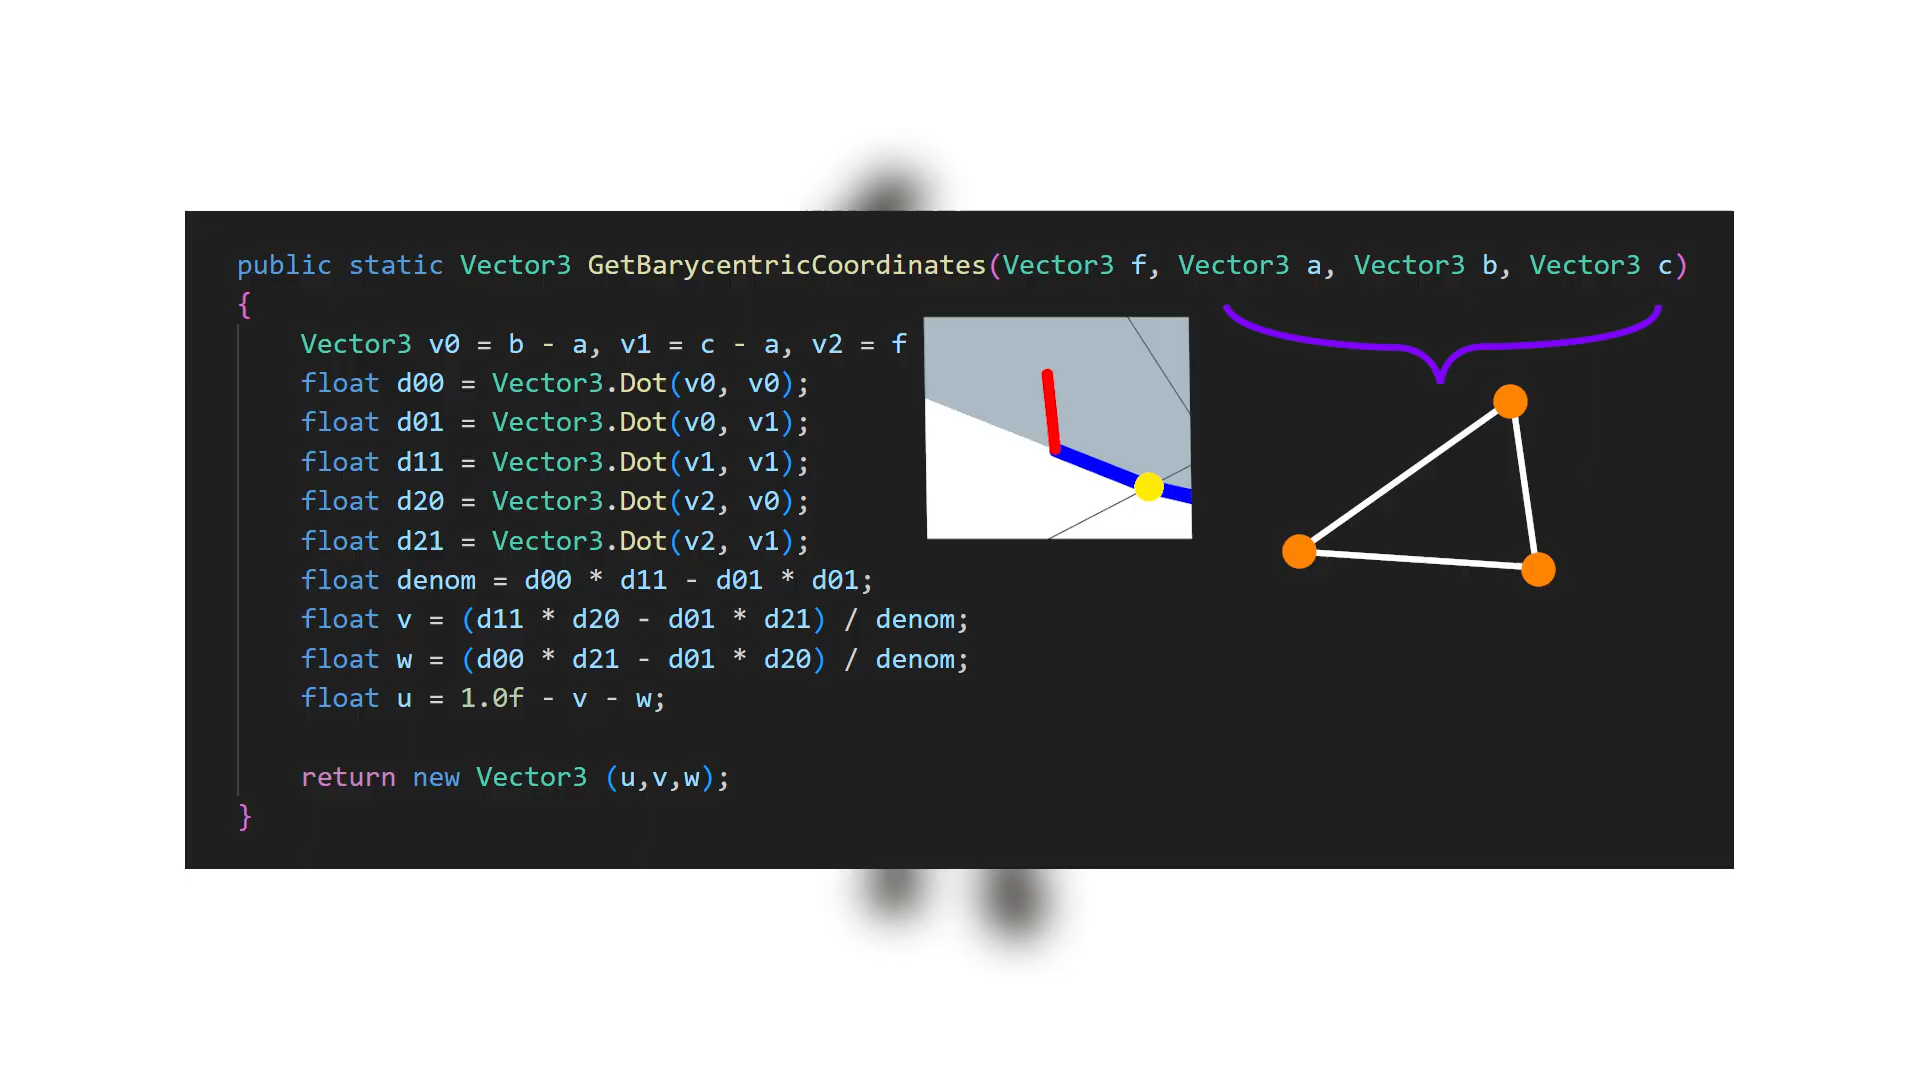 public static Vector3 GetBarycentricCoordinates(Vector3 f, Vector3 a, Vector3 b, Vector3 c)
{
Vector3 v0 = b - a, v1 = c - a, v2 = f
float d00 = Vector3.Dot(v0, v0);
float d01 = Vector3.Dot(v0, v1);
float d11 = Vector3.Dot(v1, v1);
float d20 = Vector3.Dot(v2, v0);
float d21 = Vector3.Dot(v2, v1);
float denom = d00 * d11 - d01 * d01;
float v = (d11 * d20 - d01 * d21) / denom;
float w = (d00 * d21 - d01 * d20) / denom;
float u = 1.0f - v - w;
return new Vector3 (u,v,w);
}